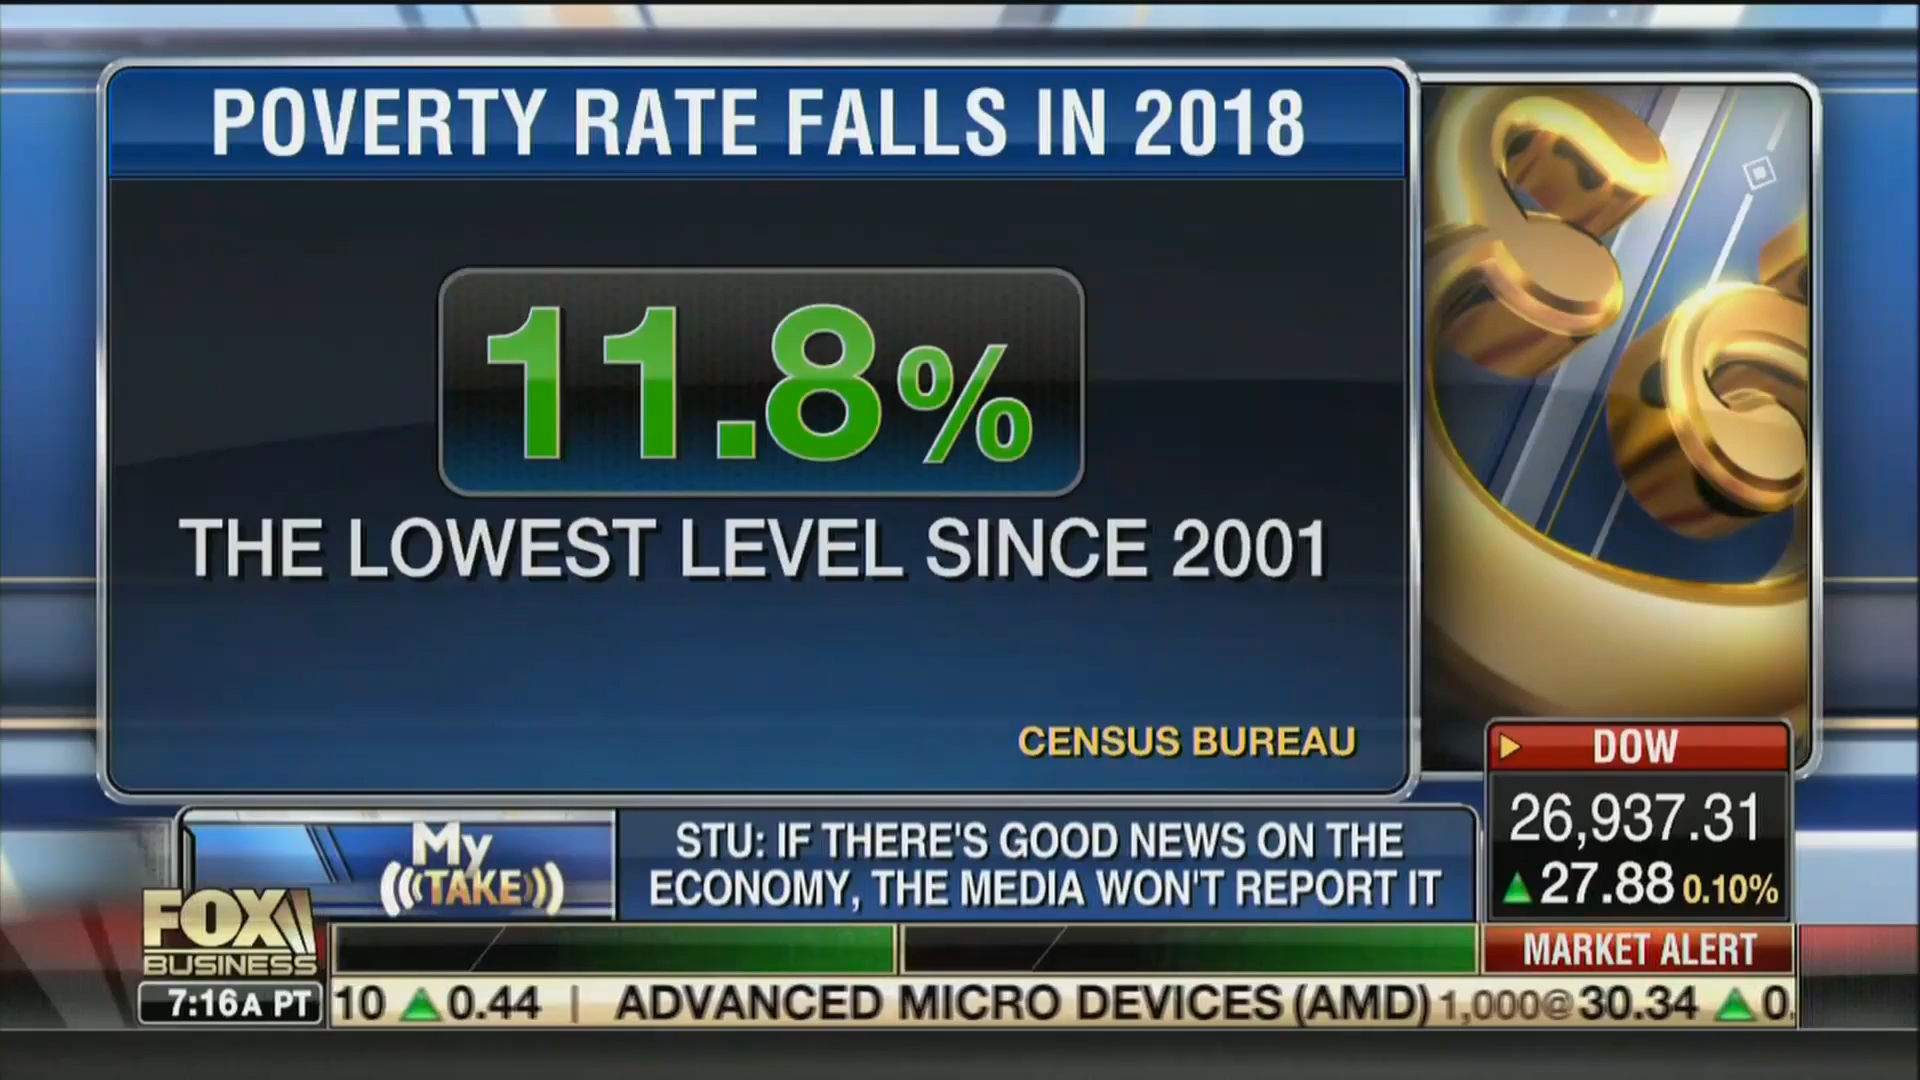 POVERTY RATE FALLS IN 2018
11.8%
THE LOWEST LEVEL SINCE 2001
CENSUS BUREAU
DOW
26,937.31
▲27.88 0.10%
MARKET ALERT
My
TAKE
STU: IF THERE'S GOOD NEWS ON THE
ECONOMY, THE MEDIA WON'T REPORT IT
FOX
BUSINESS
7:16A PT
10 ▲0.44 | ADVANCED MICRO DEVICES (AMD) 1,000@30.34 ▲0.